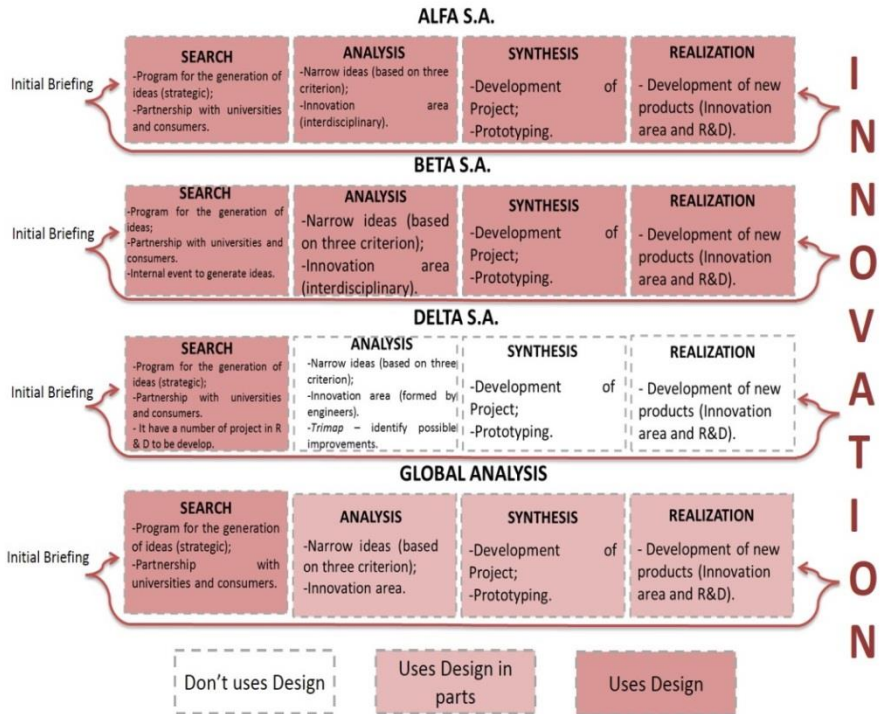 ALFA S.A.
Initial Briefing
SEARCH
-Program for the generation of
ideas (strategic);
-Partnership with universities
and consumers.
ANALYSIS
-Narrow ideas (based on three
criterion);
-Innovation area
(interdisciplinary).
SYNTHESIS
-Development of
Project;
-Prototyping.
REALIZATION
- Development of new
products (Innovation
area and R&D).
BETA S.A.
Initial Briefing
SEARCH
-Program for the generation of
ideas;
-Partnership with universities and
consumers.
-Internal event to generate ideas.
ANALYSIS
-Narrow ideas (based
on three criterion);
-Innovation area
(interdisciplinary).
SYNTHESIS
-Development of
Project;
-Prototyping.
REALIZATION
- Development of new
products (Innovation
area and R&D).
DELTA S.A.
Initial Briefing
SEARCH
-Program for the generation of
ideas (strategic);
-Partnership with universities
and consumers.
- It have a number of project in R
& D to be develop.
ANALYSIS
-Narrow ideas (based on three
criterion);
-Innovation area (formed by
engineers).
-Trimap – identify possible
improvements.
SYNTHESIS
-Development of
Project;
-Prototyping.
REALIZATION
- Development of new
products (Innovation
area and R&D).
GLOBAL ANALYSIS
Initial Briefing
SEARCH
-Program for the generation
of ideas (strategic);
-Partnership with
universities and consumers.
ANALYSIS
-Narrow ideas (based
on three criterion);
-Innovation area.
SYNTHESIS
-Development of
Project;
-Prototyping.
REALIZATION
- Development of new
products (Innovation
area and R&D).
INNOVATION
Don't uses Design
Uses Design in
parts
Uses Design